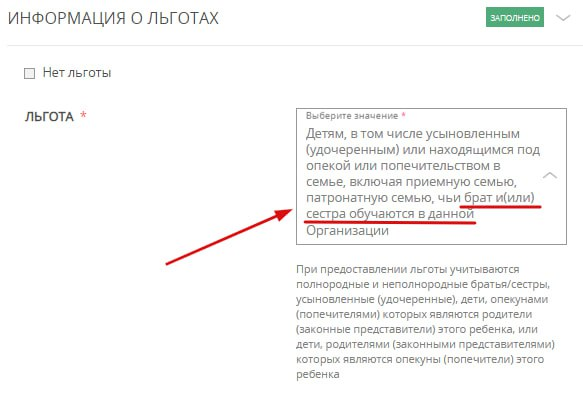 ИНФОРМАЦИЯ О ЛЬГОТАХ
ЗАПОЛНЕНО
Нет льготы
ЛЬГОТА *
Выберите значение *
Детям, в том числе усыновленным
(удочеренным) или находящимся под
опекой или попечительством в
семье, включая приемную семью,
патронатную семью, чьи брат и(или)
сестра обучаются в данной
Организации
При предоставлении льготы учитываются
полнородные и неполнородные братья/сестры,
усыновленные (удочеренные), дети, опекунами
(попечителями) которых являются родители
(законные представители) этого ребенка, или
дети, родителями (законными представителями)
которых являются опекуны (попечители) этого
ребенка